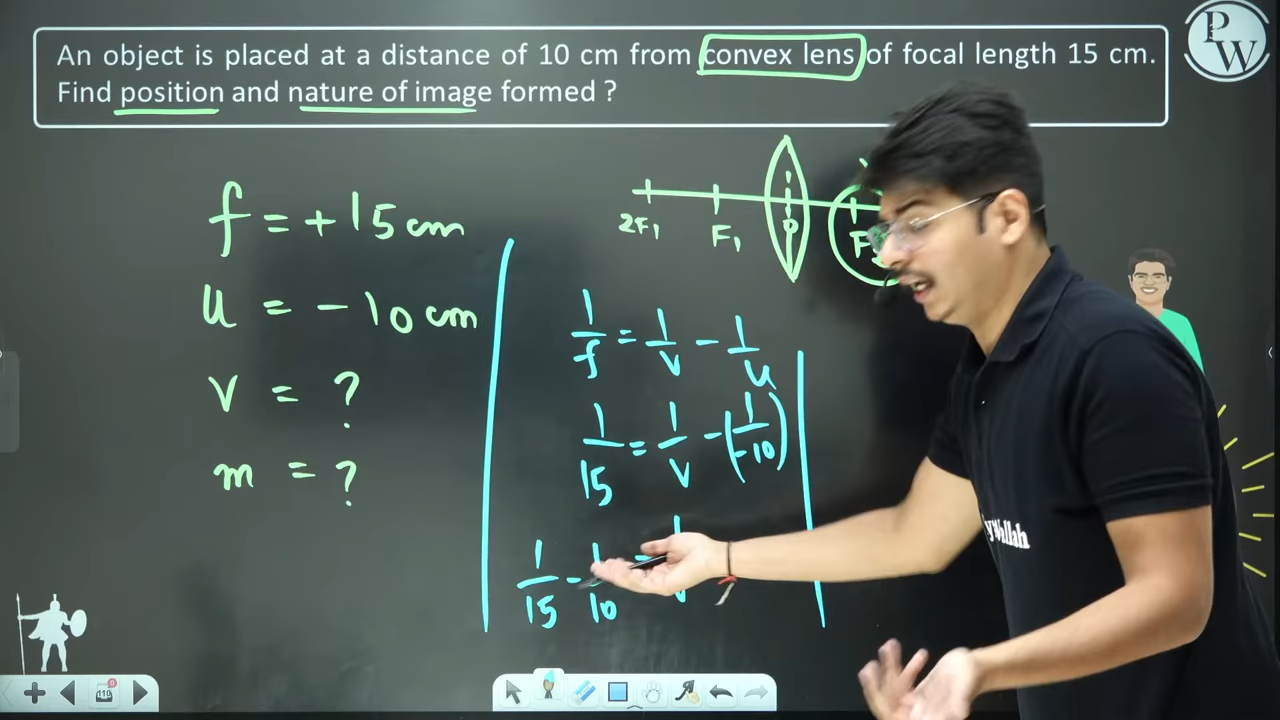 An object is placed at a distance of 10 cm from convex lens of focal length 15 cm.
Find position and nature of image formed ?
PW
f = +15 cm
u = -10 cm
v = ?
m = ?
2F₁ F₁ O F
1/f = 1/v - 1/u
1/15 = 1/v - (1/-10)
1/15 - 1/10 =
Wallah
119